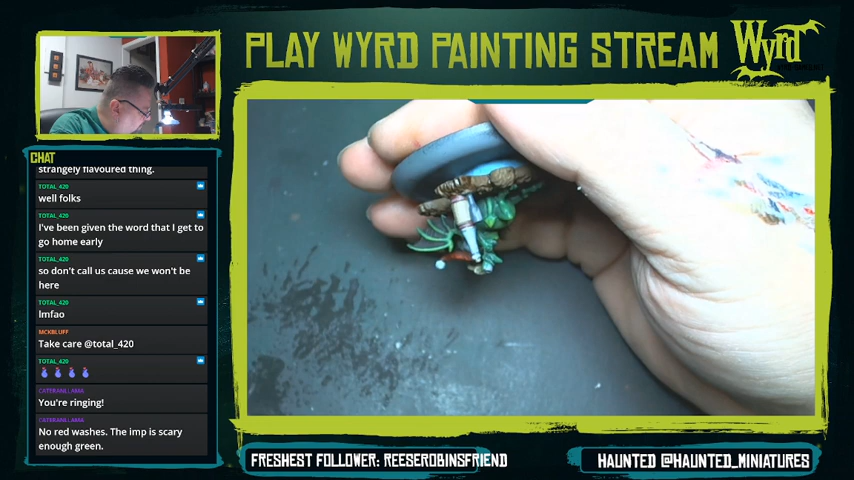 PLAY WYRD PAINTING STREAM
Wyrd
CHAT
strangely flavoured thing.
TOTAL_420
well folks
TOTAL_420
I've been given the word that I get to
go home early
TOTAL_420
so don't call us cause we won't be
here
TOTAL_420
lmfao
MCKBLUFF
Take care @total_420
TOTAL_420
CATERANLLAMA
You're ringing!
CATERANLLAMA
No red washes. The imp is scary
enough green.
FRESHEST FOLLOWER: REESEROBINSFRIEND
HAUNTED @HAUNTED_MINIATURES